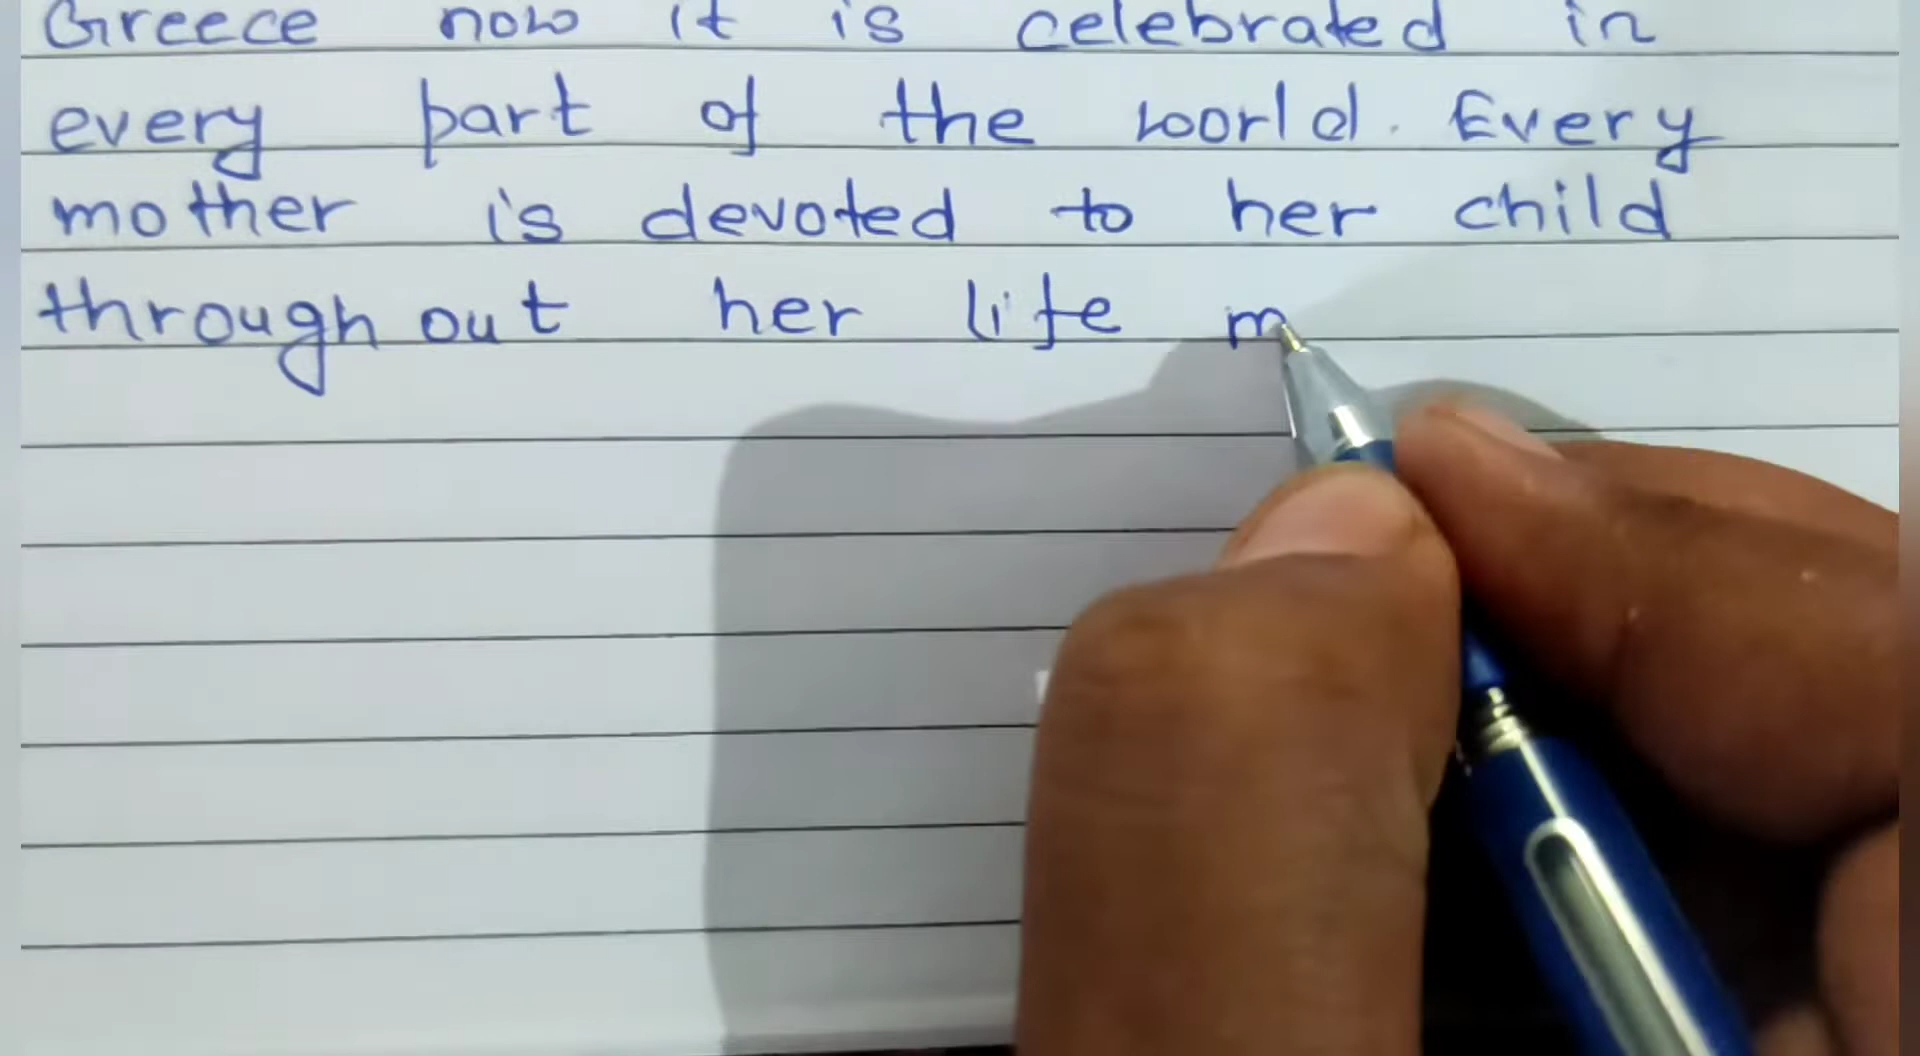 Greece now it is celebrated in
every part of the world. Every
mother is devoted to her child
through out her life m